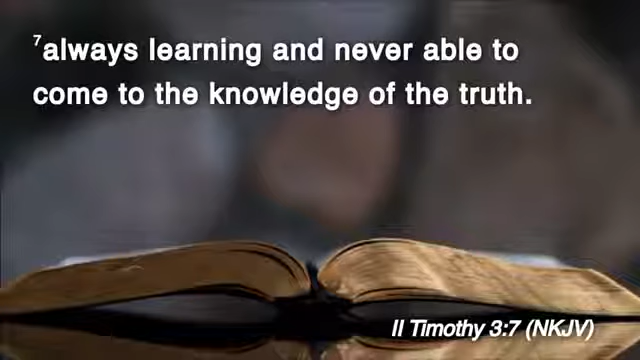 7always learning and never able to
come to the knowledge of the truth.
II Timothy 3:7 (NKJV)